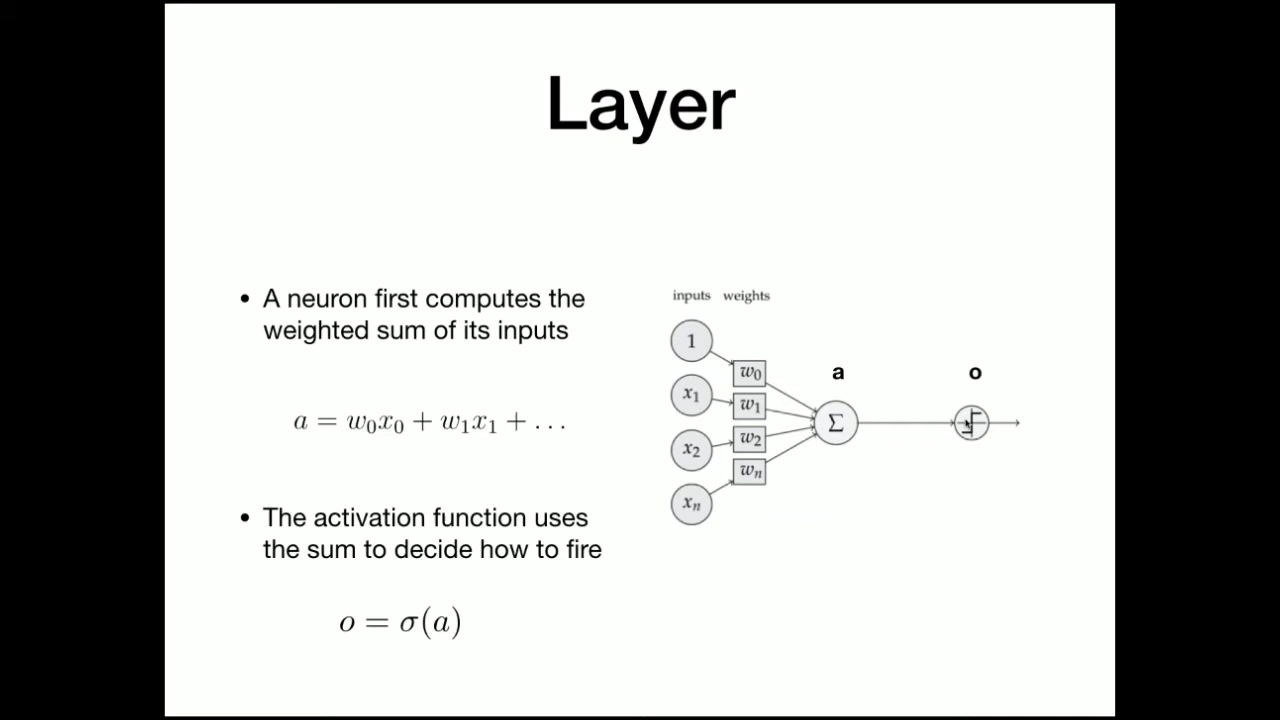 Layer
• A neuron first computes the
weighted sum of its inputs
a = w₀x₀ + w₁x₁ + . . .
• The activation function uses
the sum to decide how to fire
o = σ(a)
inputs weights
1
w₀
x₁
w₁
x₂
w₂
xₙ
wₙ
a
Σ
o